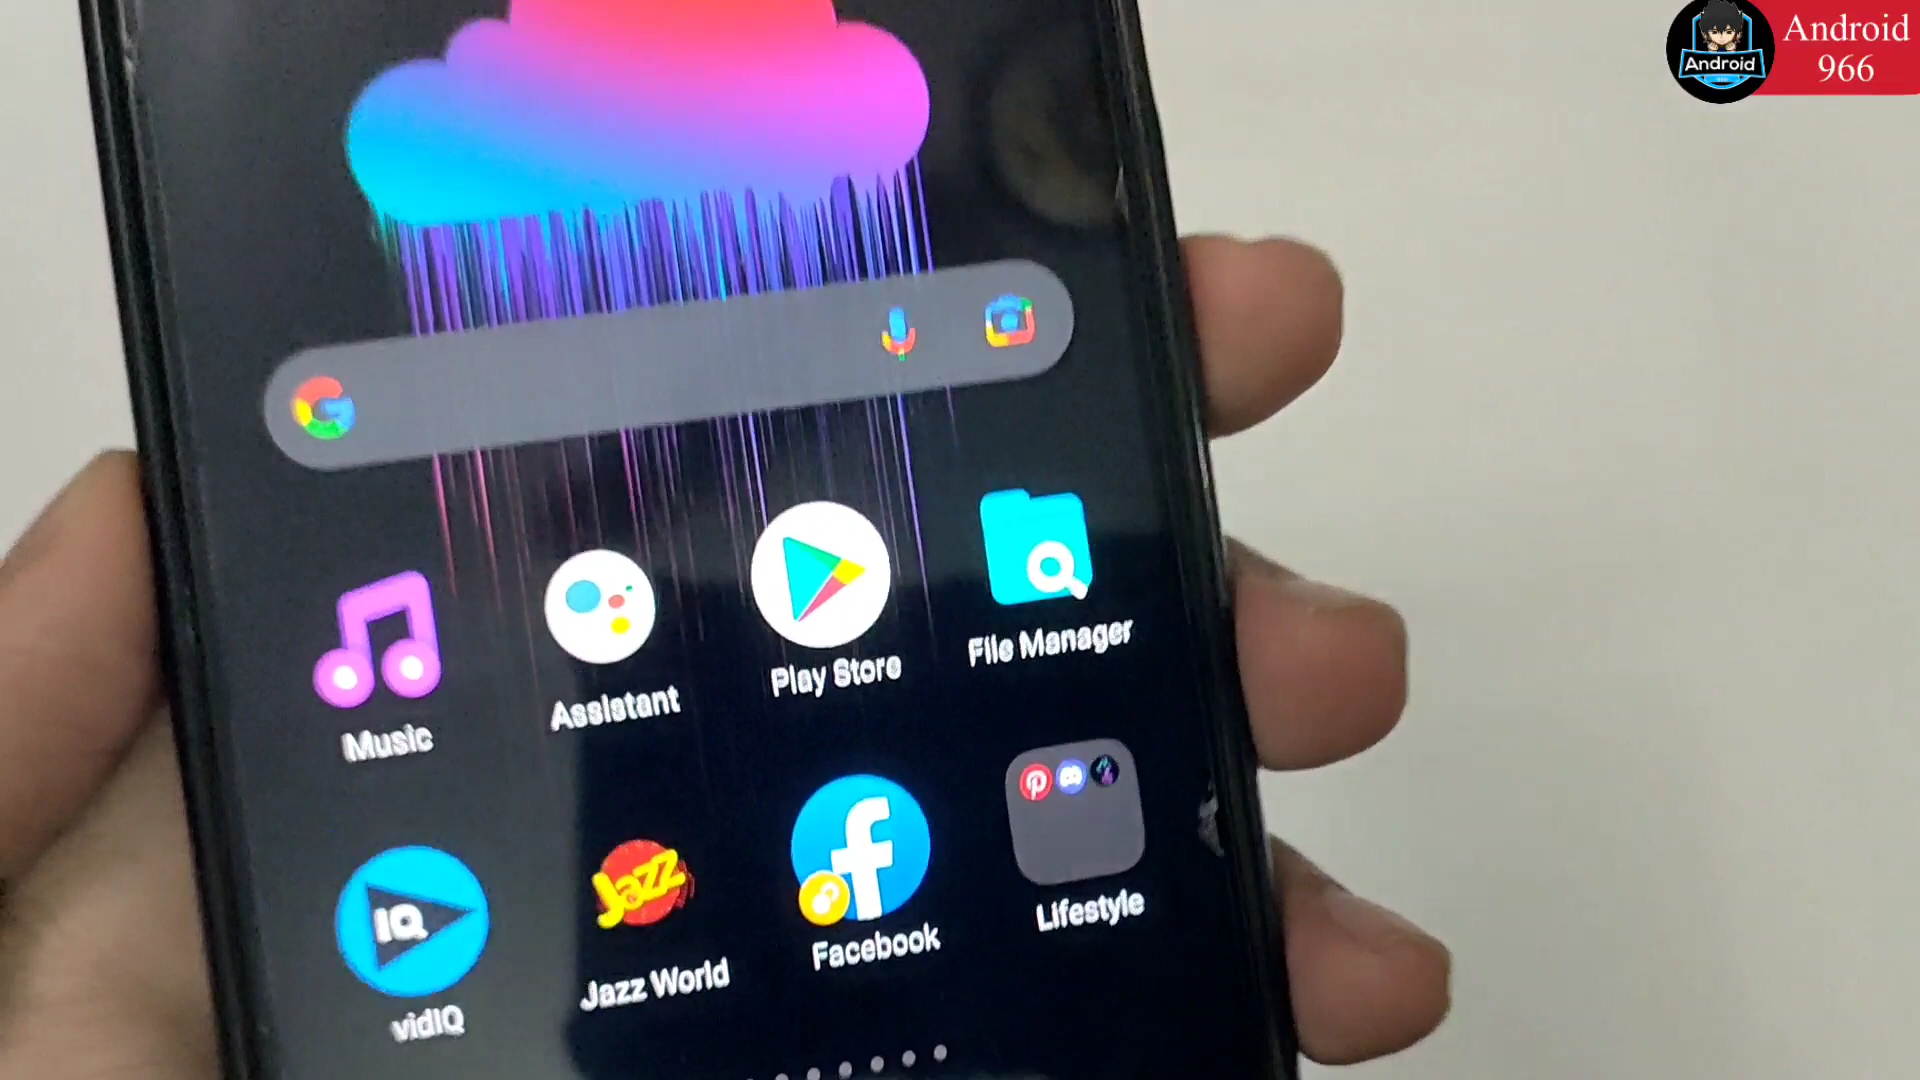 Android
966
Android
Music
Assistant
Play Store
File Manager
IQ
vidIQ
Jazz
Jazz World
Facebook
Lifestyle